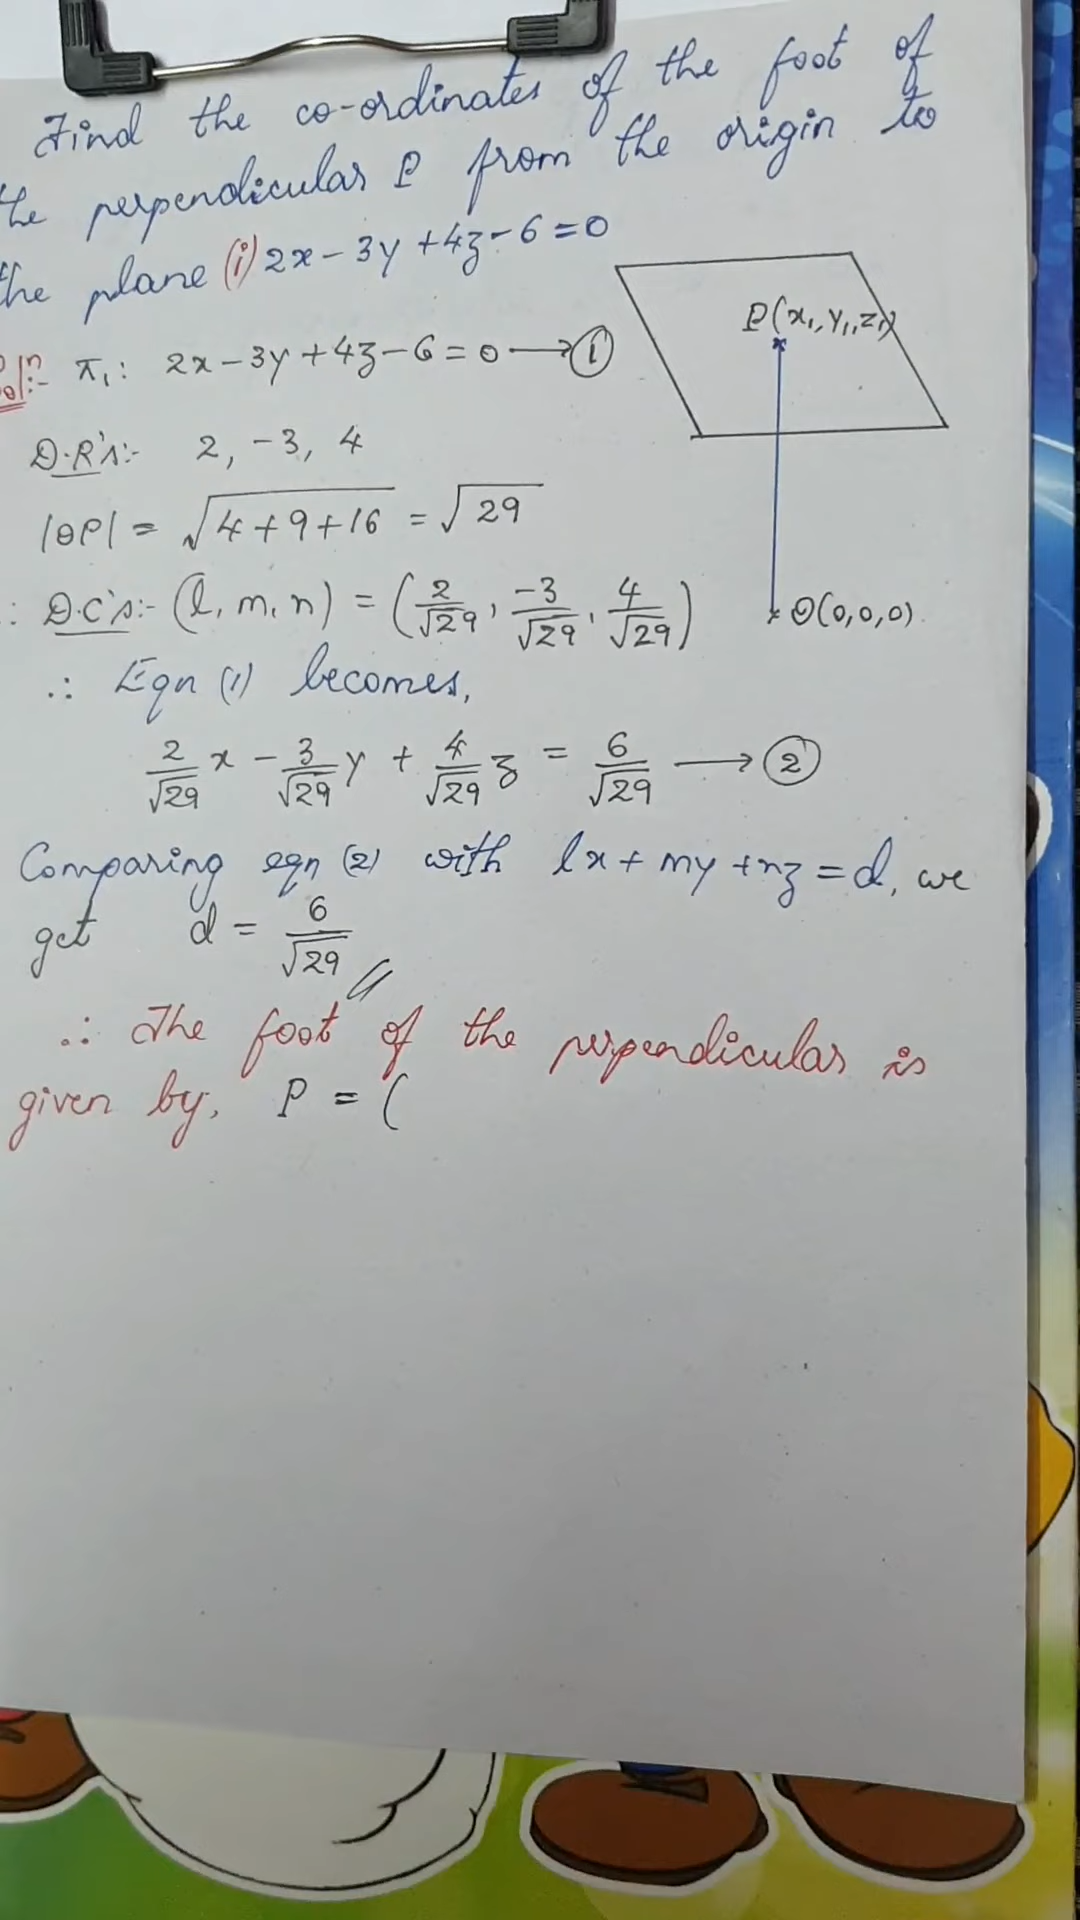 Find the co-ordinates of the foot of
the perpendicular P from the origin to
the plane (i) 2x - 3y + 4z - 6 = 0
P(x₁, y₁, z₁)
Soln:- π₁: 2x - 3y + 4z - 6 = 0 → ①
D.R's:- 2, -3, 4
|OP| = √(4+9+16) = √29
∴ D.C's:- (l, m, n) = (2/√29, -3/√29, 4/√29)
O(0,0,0)
∴ Eqn (1) becomes,
2/√29 x - 3/√29 y + 4/√29 z = 6/√29 → ②
Comparing eqn (2) with lx + my + nz = d, we
get d = 6/√29
∴ The foot of the perpendicular is
given by, P = (